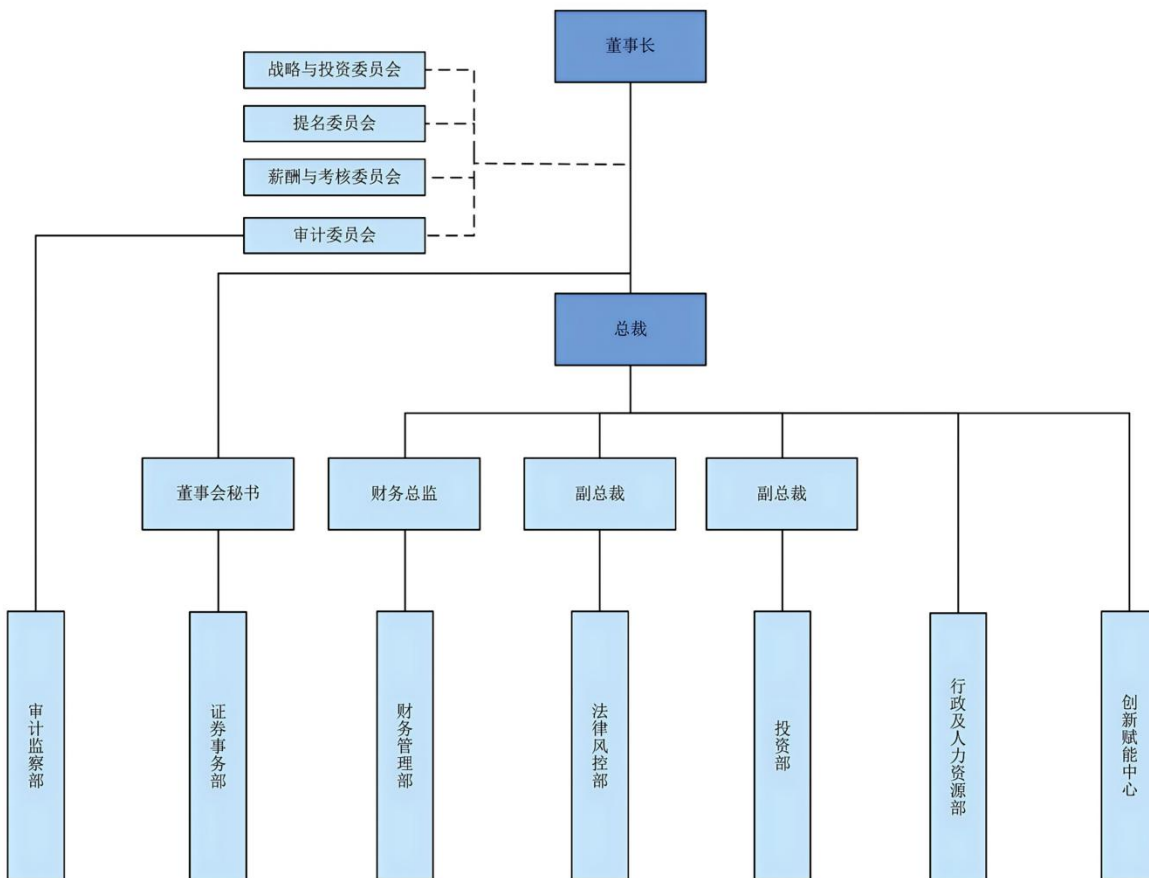 董事长
战略与投资委员会
提名委员会
薪酬与考核委员会
审计委员会
总裁
董事会秘书
财务总监
副总裁
副总裁
审计监察部
证券事务部
财务管理部
法律风控部
投资部
行政及人力资源部
创新赋能中心